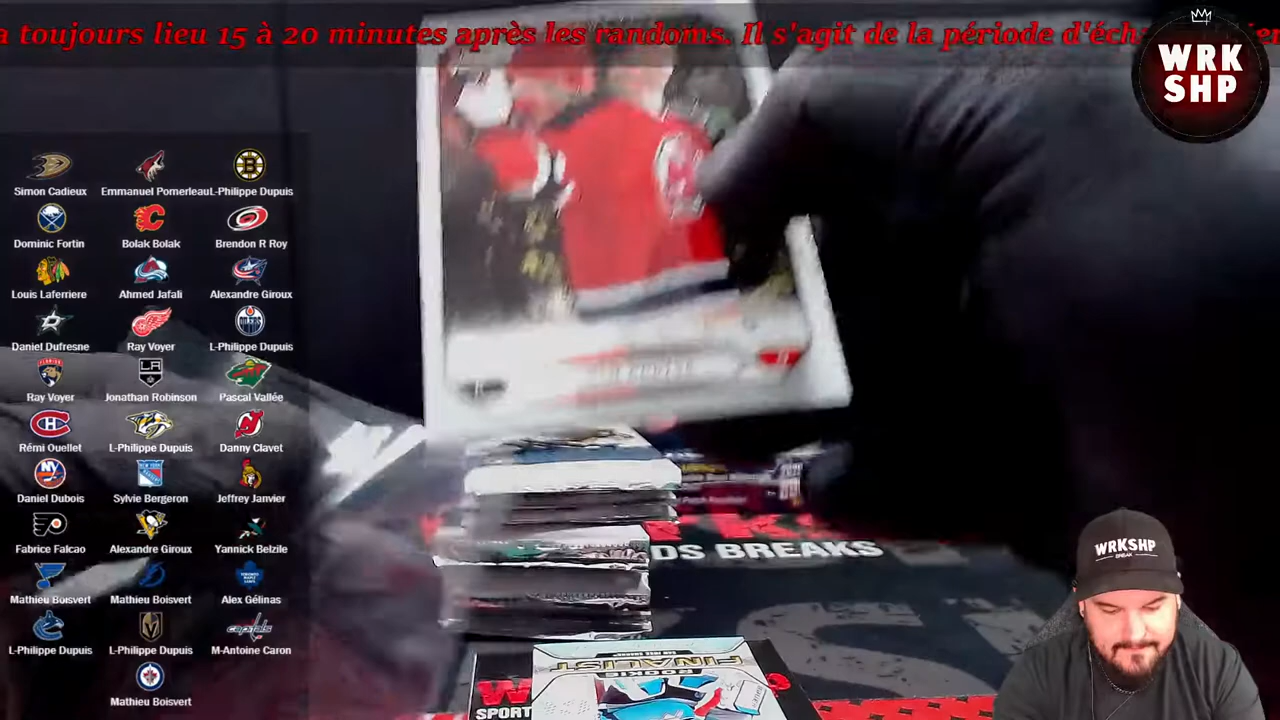 a toujours lieu 15 à 20 minutes après les randoms. Il s'agit de la période d'éch
WRK
SHP
Simon Cadieux
Emmanuel Pomerleau
L-Philippe Dupuis
Dominic Fortin
Bolak Bolak
Brendon R Roy
Louis Laferriere
Ahmed Jafali
Alexandre Giroux
Daniel Dufresne
Ray Voyer
L-Philippe Dupuis
Ray Voyer
Jonathan Robinson
Pascal Vallée
Rémi Ouellet
L-Philippe Dupuis
Danny Clavet
Daniel Dubois
Sylvie Bergeron
Jeffrey Janvier
Fabrice Falcao
Alexandre Giroux
Yannick Belzile
Mathieu Boisvert
Mathieu Boisvert
Alex Gélinas
L-Philippe Dupuis
L-Philippe Dupuis
M-Antoine Caron
Mathieu Boisvert
DS BREAKS
ROOKIE
FINALIST
W
SPORT
WRKSHP
BREAK